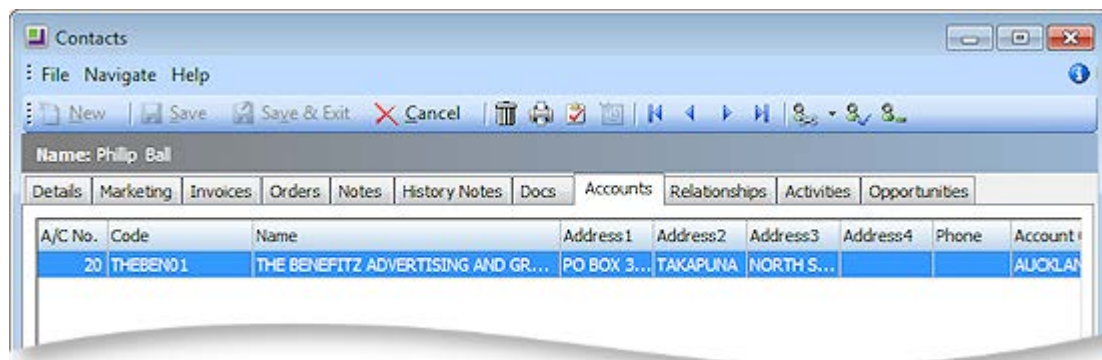 Contacts
File Navigate Help
New Save Save & Exit Cancel
Name: Philip Ball
Details Marketing Invoices Orders Notes History Notes Docs Accounts Relationships Activities Opportunities
A/C No. Code Name Address1 Address2 Address3 Address4 Phone Account
20 THEBEN01 THE BENEFITZ ADVERTISING AND GR... PO BOX 3... TAKAPUNA NORTH S... AUCKLAN